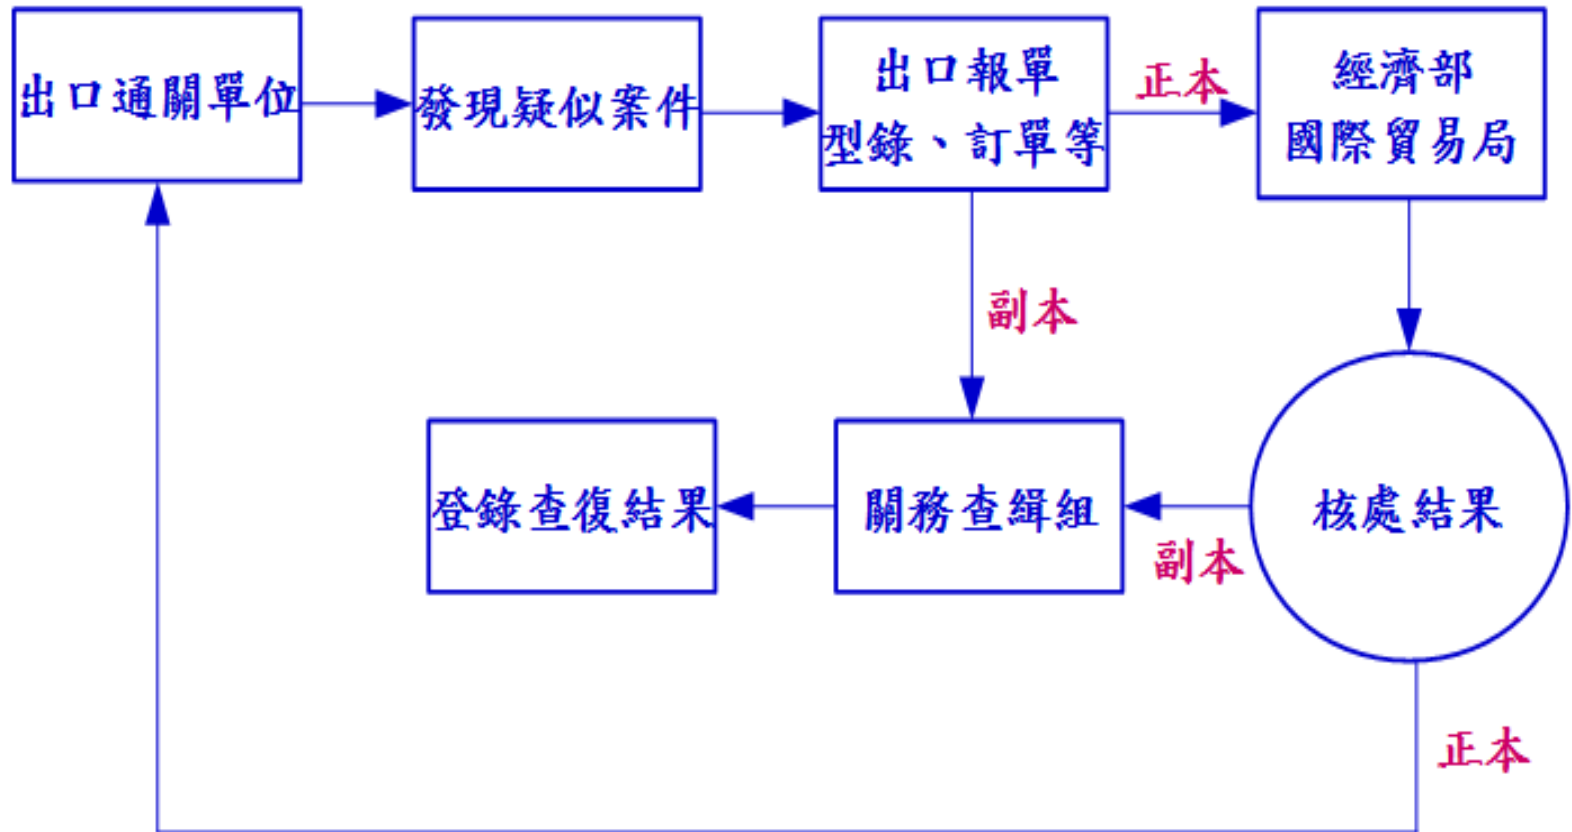 出口通關單位
發現疑似案件
出口報單
型錄、訂單等
正本
經濟部
國際貿易局
副本
登錄查復結果
關務查緝組
副本
核處結果
正本